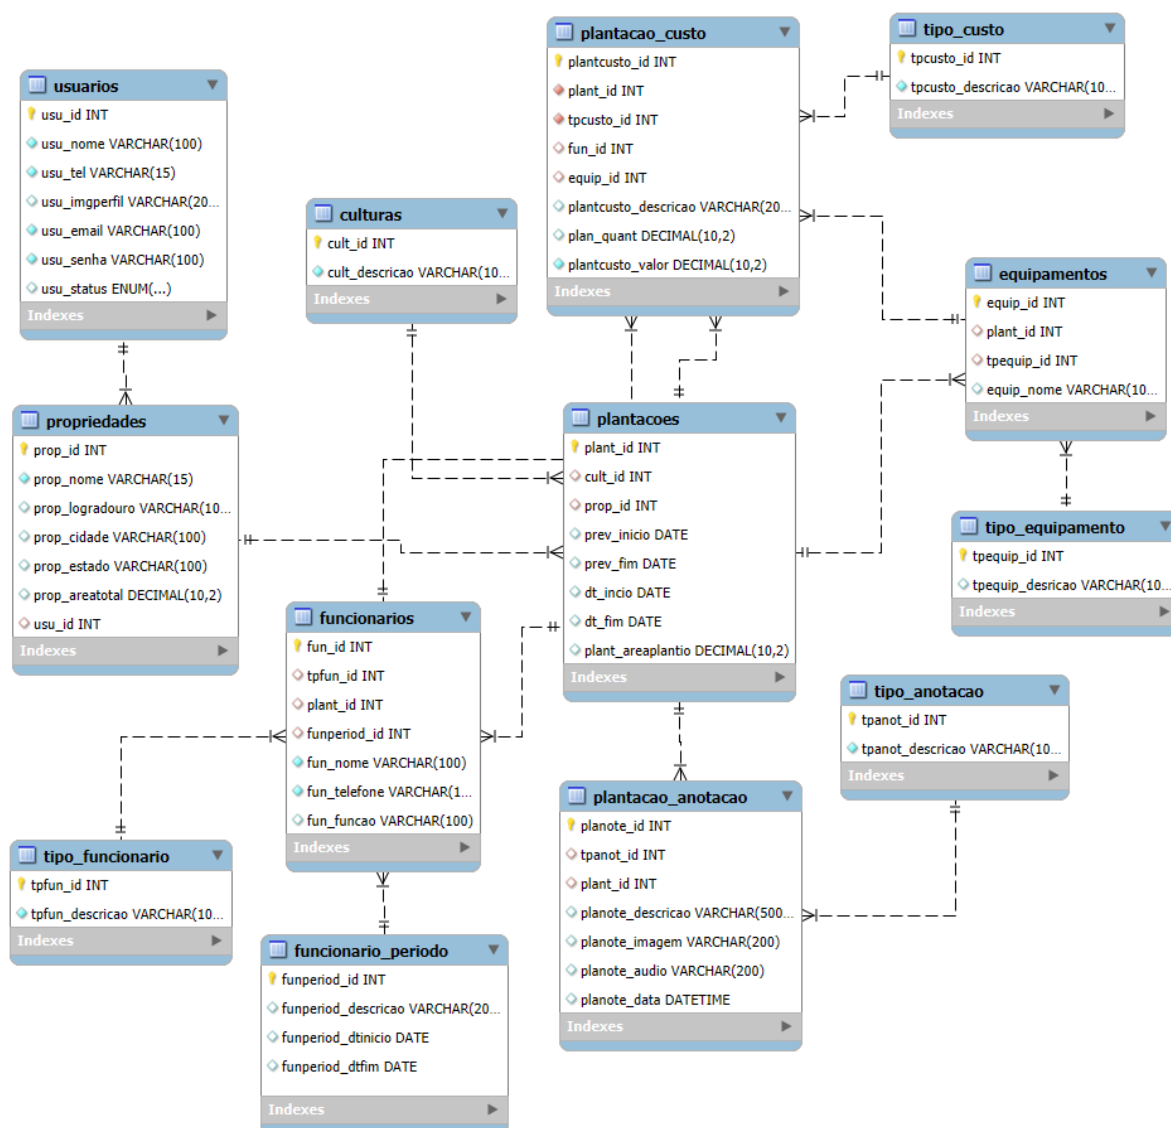 usuarios
usu_id INT
usu_nome VARCHAR(100)
usu_tel VARCHAR(15)
usu_imgperfil VARCHAR(20...
usu_email VARCHAR(100)
usu_senha VARCHAR(100)
usu_status ENUM(...)
Indexes
propriedades
prop_id INT
prop_nome VARCHAR(15)
prop_logradouro VARCHAR(10...
prop_cidade VARCHAR(100)
prop_estado VARCHAR(100)
prop_areatotal DECIMAL(10,2)
usu_id INT
Indexes
culturas
cult_id INT
cult_descricao VARCHAR(10...
Indexes
plantacao_custo
plantcusto_id INT
plant_id INT
tpcusto_id INT
fun_id INT
equip_id INT
plantcusto_descricao VARCHAR(20...
plan_quant DECIMAL(10,2)
plantcusto_valor DECIMAL(10,2)
Indexes
tipo_custo
tpcusto_id INT
tpcusto_descricao VARCHAR(10...
Indexes
equipamentos
equip_id INT
plant_id INT
tpequip_id INT
equip_nome VARCHAR(10...
Indexes
plantacoes
plant_id INT
cult_id INT
prop_id INT
prev_inicio DATE
prev_fim DATE
dt_incio DATE
dt_fim DATE
plant_areaplantio DECIMAL(10,2)
Indexes
tipo_equipamento
tpequip_id INT
tpequip_desricao VARCHAR(10...
Indexes
funcionarios
fun_id INT
tpfun_id INT
plant_id INT
funperiod_id INT
fun_nome VARCHAR(100)
fun_telefone VARCHAR(1...
fun_funcao VARCHAR(100)
Indexes
tipo_anotacao
tpanot_id INT
tpanot_descricao VARCHAR(10...
Indexes
plantacao_anotacao
planote_id INT
tpanot_id INT
plant_id INT
planote_descricao VARCHAR(500...
planote_imagem VARCHAR(200)
planote_audio VARCHAR(200)
planote_data DATETIME
Indexes
tipo_funcionario
tpfun_id INT
tpfun_descricao VARCHAR(10...
Indexes
funcionario_periodo
funperiod_id INT
funperiod_descricao VARCHAR(20...
funperiod_dtinicio DATE
funperiod_dtfim DATE
Indexes